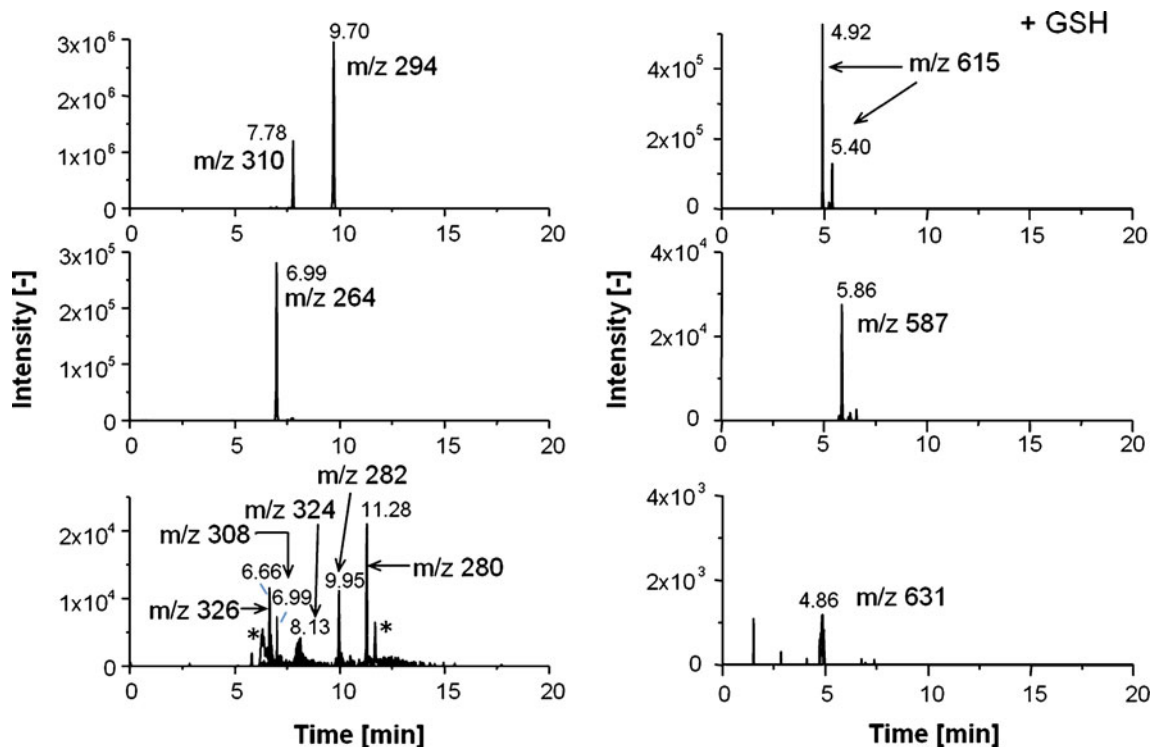 + GSH
Intensity [-]
3x10⁶
2x10⁶
1x10⁶
0
9.70
m/z 294
7.78
m/z 310
0 5 10 15 20
3x10⁵
2x10⁵
1x10⁵
0
6.99
m/z 264
0 5 10 15 20
2x10⁴
1x10⁴
0
m/z 282
m/z 324
11.28
m/z 308
6.66
6.99
9.95
m/z 280
m/z 326
8.13
*
*
0 5 10 15 20
Time [min]
Intensity [-]
4x10⁵
2x10⁵
0
4.92
m/z 615
5.40
0 5 10 15 20
4x10⁴
2x10⁴
0
5.86
m/z 587
0 5 10 15 20
4x10³
2x10³
0
4.86
m/z 631
0 5 10 15 20
Time [min]